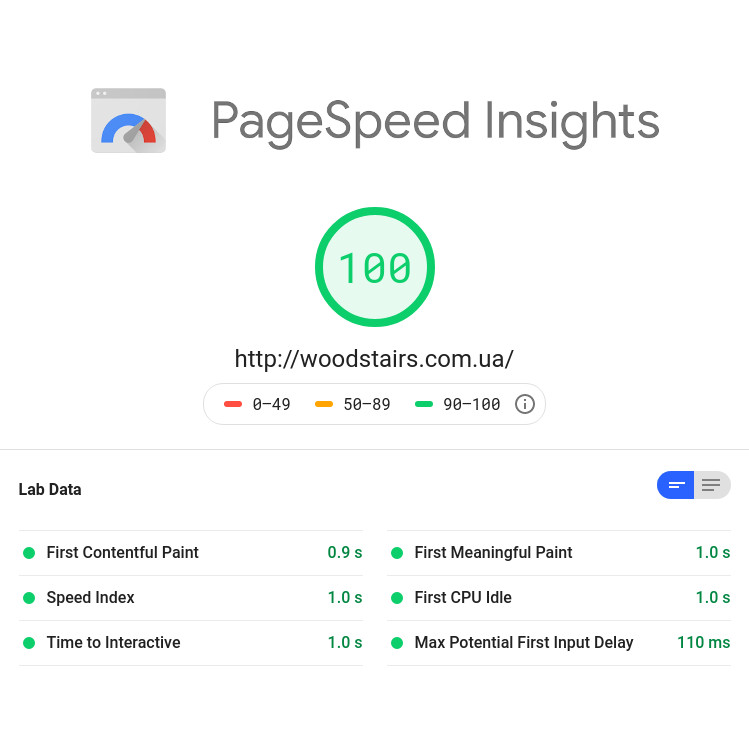 PageSpeed Insights
100
http://woodstairs.com.ua/
0–49 50–89 90–100
Lab Data
First Contentful Paint 0.9 s
First Meaningful Paint 1.0 s
Speed Index 1.0 s
First CPU Idle 1.0 s
Time to Interactive 1.0 s
Max Potential First Input Delay 110 ms